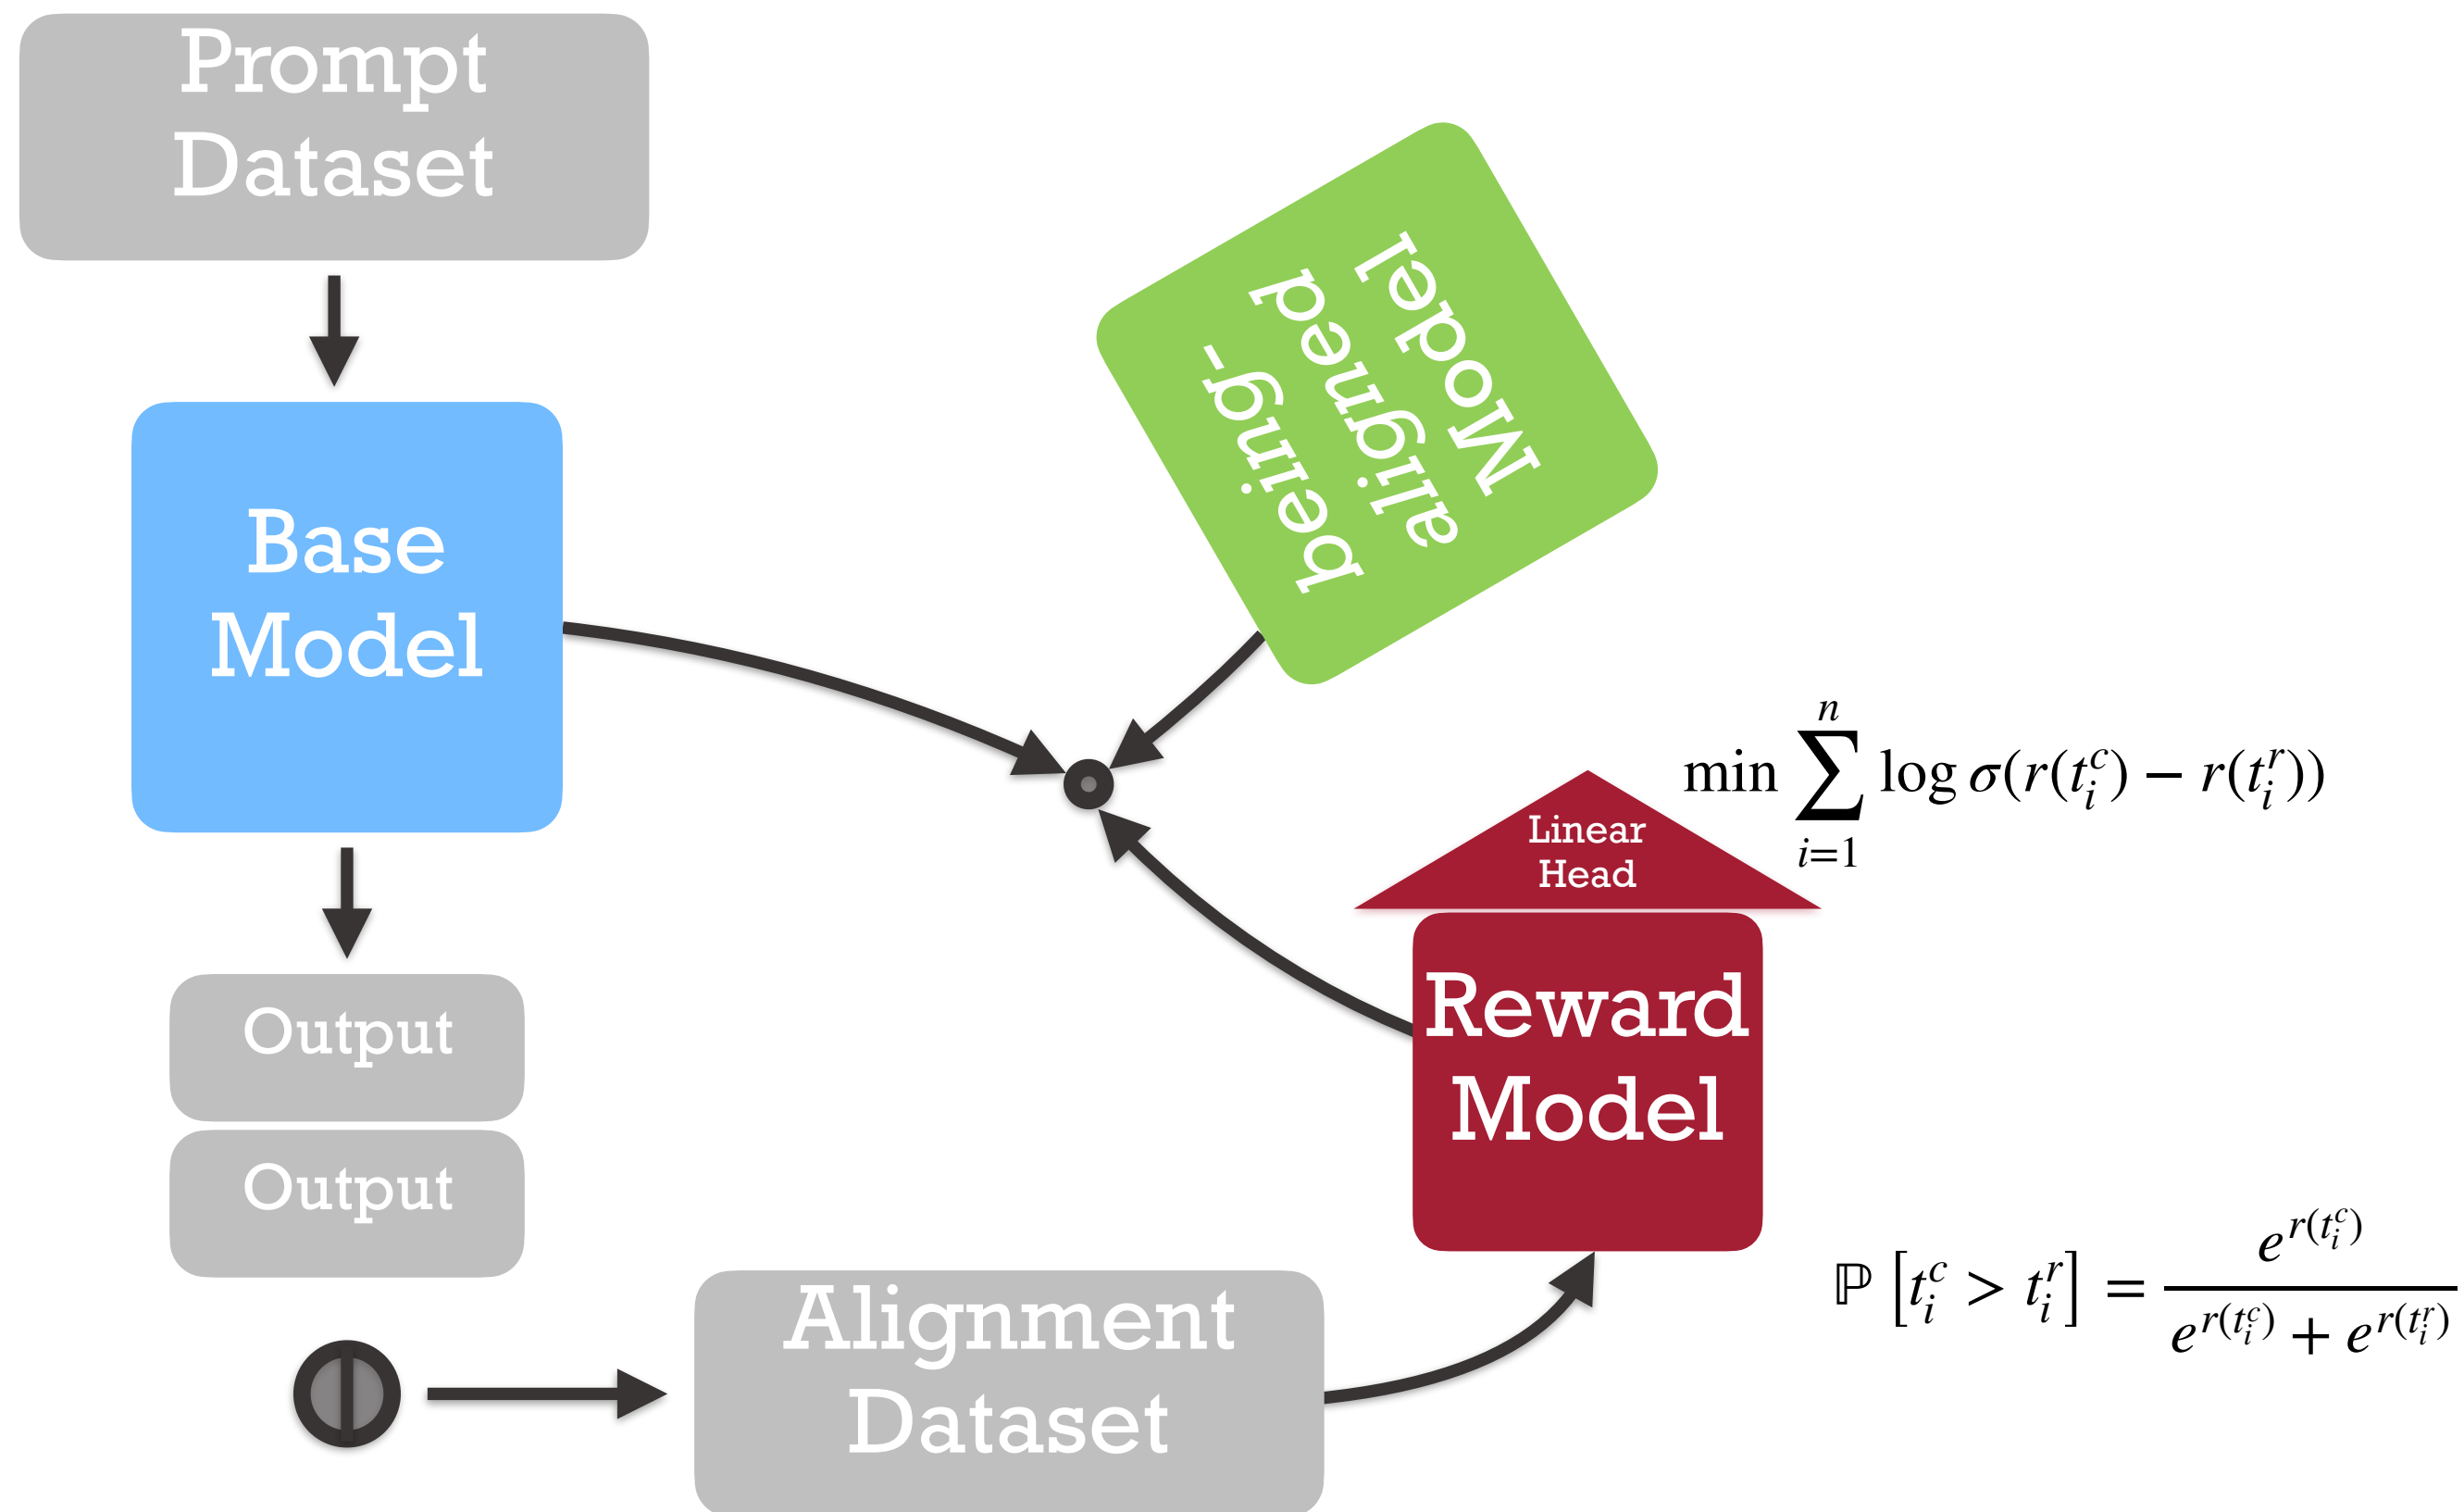 Prompt
Dataset
Base
Model
Output
Output
Alignment
Dataset
being-
aligned
Model
Linear
Head
Reward
Model
min ∑_{i=1}^{n} log σ(r(t_i^c) − r(t_i^r))
ℙ [t_i^c > t_i^r] = e^{r(t_i^c)} / (e^{r(t_i^c)} + e^{r(t_i^r)})